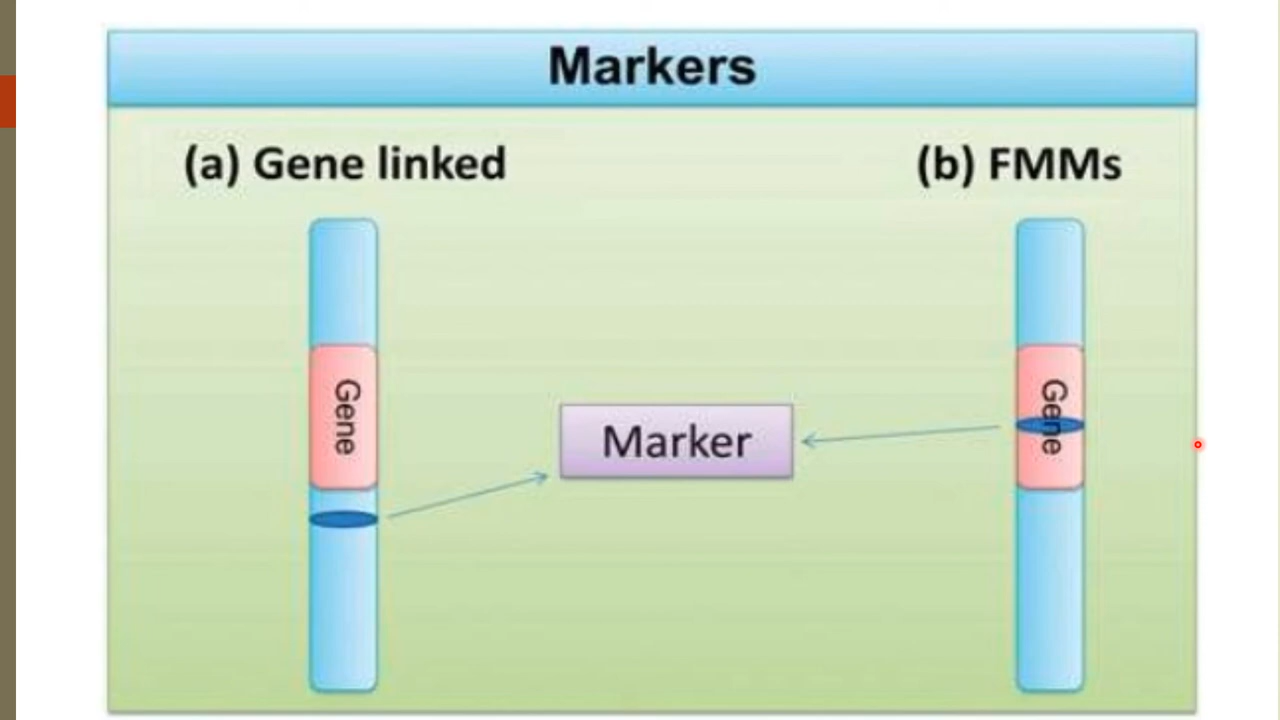 Markers
(a) Gene linked
(b) FMMs
Gene
Gene
Marker